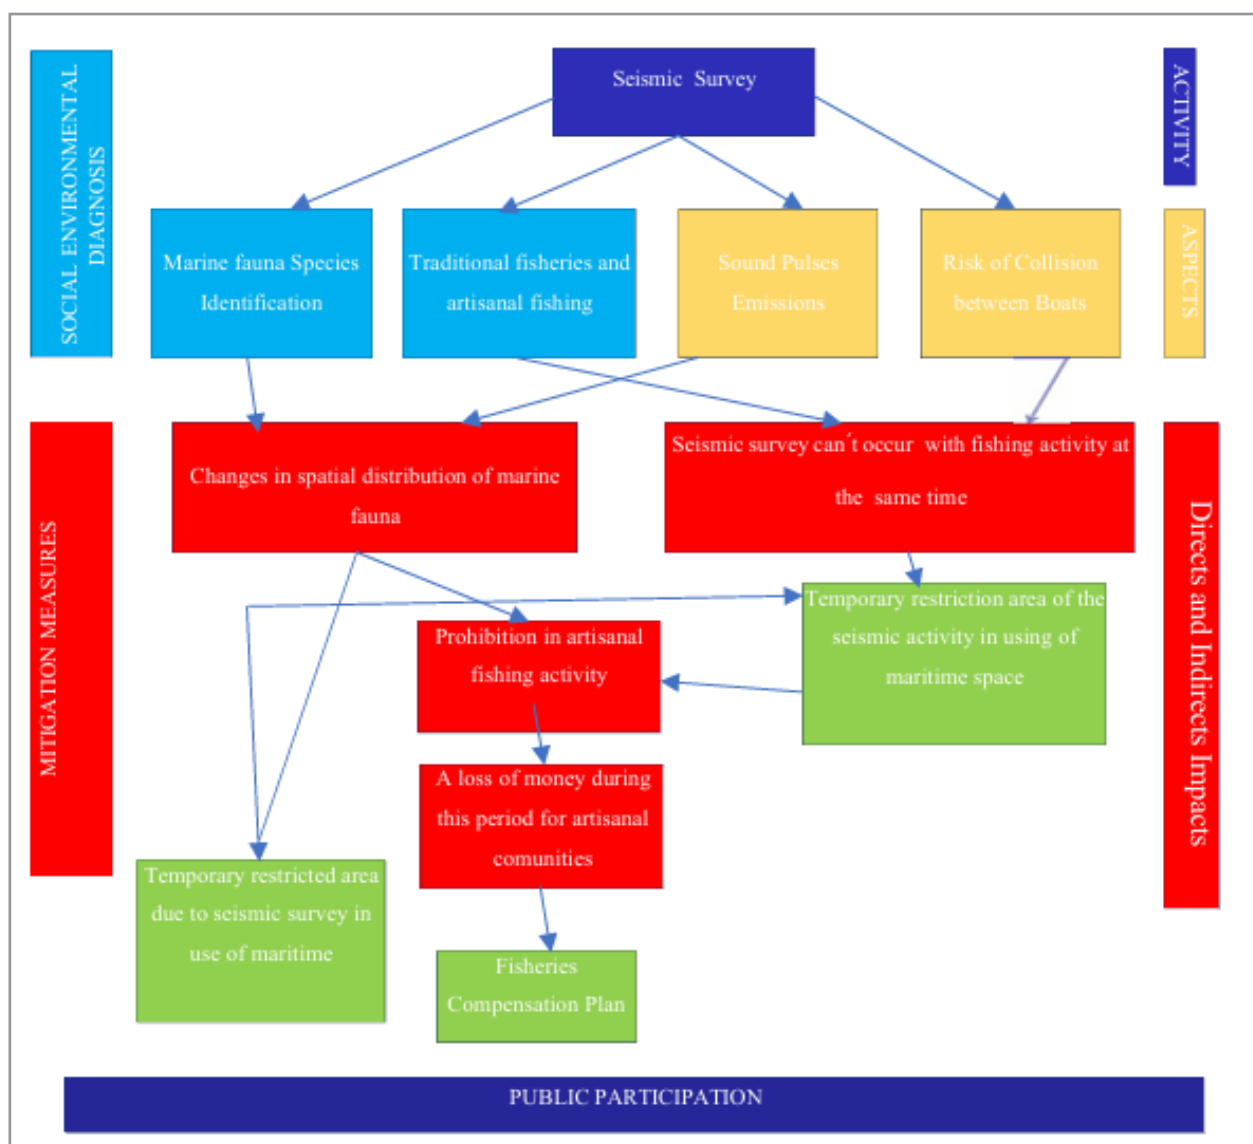 Seismic  Survey
ACTIVITY
SOCIAL ENVIRONMENTAL
DIAGNOSIS
Marine fauna Species
Identification
Traditional fisheries and
artisanal fishing
Sound Pulses
Emissions
Risk of Collision
between Boats
ASPECTS
MITIGATION MEASURES
Changes in spatial distribution of marine
fauna
Seismic survey can´t occur  with fishing activity at
the  same time
Directs and Indirects Impacts
Prohibition in artisanal
fishing activity
Temporary restriction area of the
seismic activity in using of
maritime space
A loss of money during
this period for artisanal
comunities
Temporary restricted area
due to seismic survey in
use of maritime
Fisheries
Compensation Plan
PUBLIC PARTICIPATION